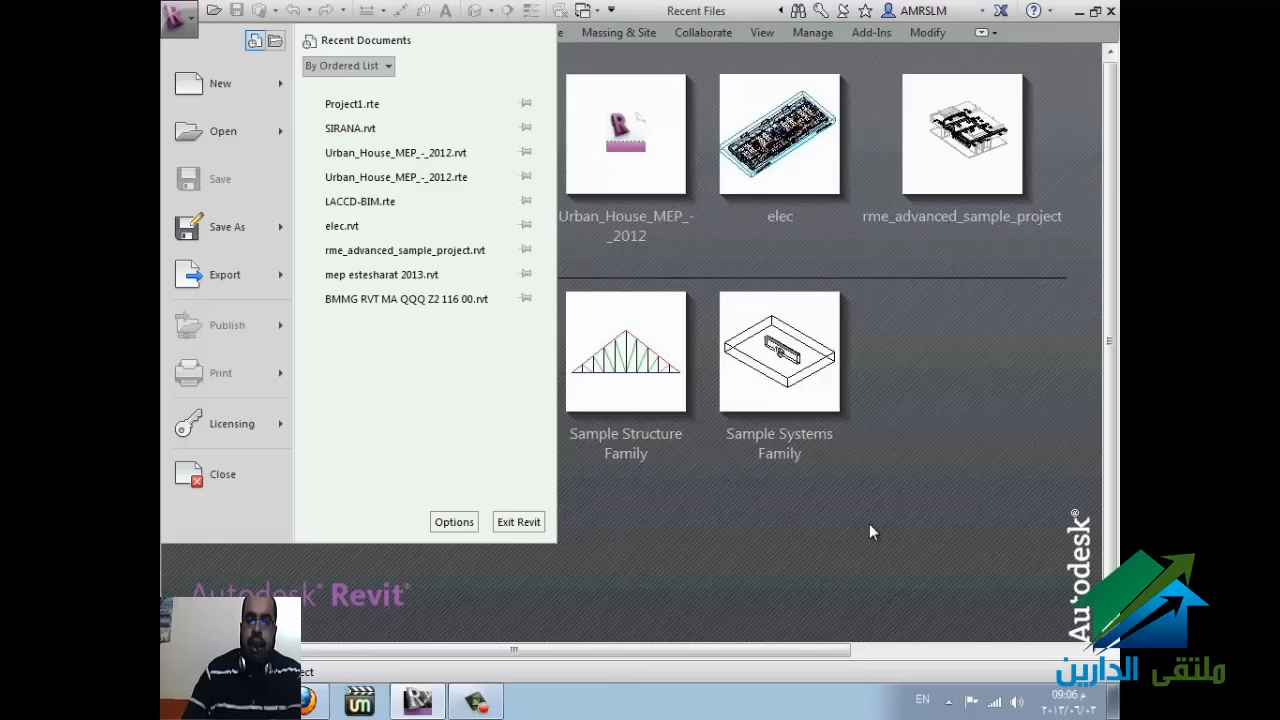 Recent Files
AMRSLM
Massing & Site
Collaborate
View
Manage
Add-Ins
Modify
Recent Documents
By Ordered List
New
Open
Save
Save As
Export
Publish
Print
Licensing
Close
Project1.rte
SIRANA.rvt
Urban_House_MEP_-_2012.rvt
Urban_House_MEP_-_2012.rte
LACCD-BIM.rte
elec.rvt
rme_advanced_sample_project.rvt
mep estesharat 2013.rvt
BMMG RVT MA QQQ Z2 116 00.rvt
Options
Exit Revit
Urban_House_MEP_-
_2012
elec
rme_advanced_sample_project
Sample Structure
Family
Sample Systems
Family
Autodesk® Revit®
Autodesk®
ملتقى الدارين
EN
09:06 م
٢٠١٣/٠٦/٠٣